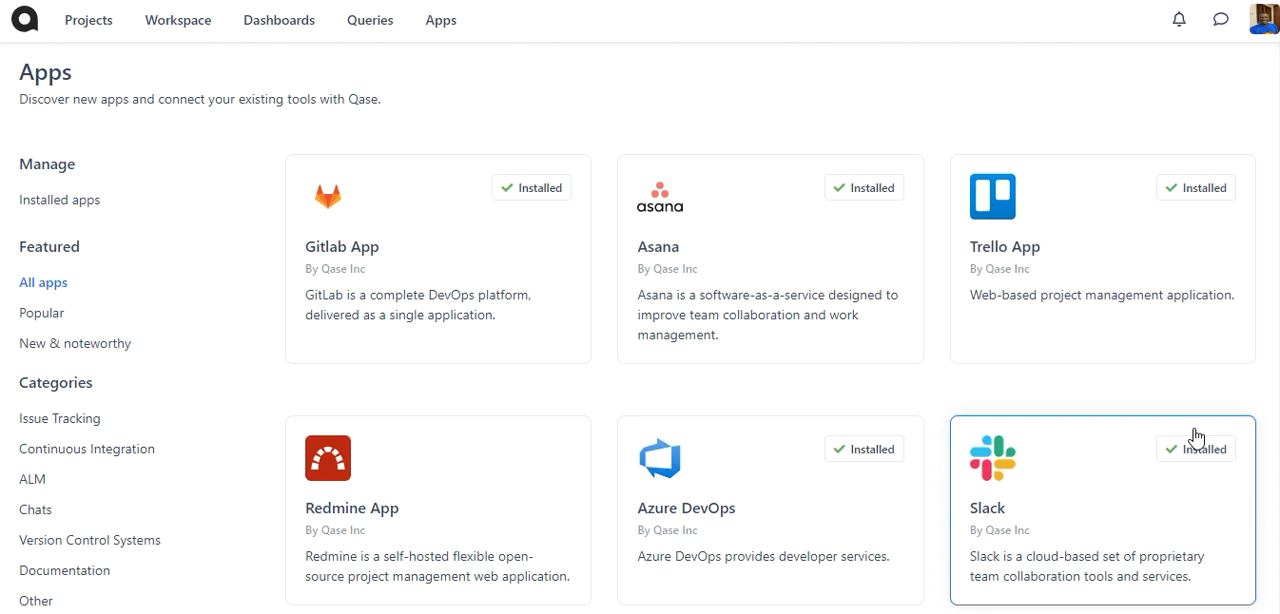 Projects Workspace Dashboards Queries Apps
Apps
Discover new apps and connect your existing tools with Qase.
Manage
Installed apps
Featured
All apps
Popular
New & noteworthy
Categories
Issue Tracking
Continuous Integration
ALM
Chats
Version Control Systems
Documentation
Other
Installed
Gitlab App
By Qase Inc
GitLab is a complete DevOps platform,
delivered as a single application.
Installed
asana
Asana
By Qase Inc
Asana is a software-as-a-service designed to
improve team collaboration and work
management.
Installed
Trello App
By Qase Inc
Web-based project management application.
Redmine App
By Qase Inc
Redmine is a self-hosted flexible open-
source project management web application.
Installed
Azure DevOps
By Qase Inc
Azure DevOps provides developer services.
Installed
Slack
By Qase Inc
Slack is a cloud-based set of proprietary
team collaboration tools and services.